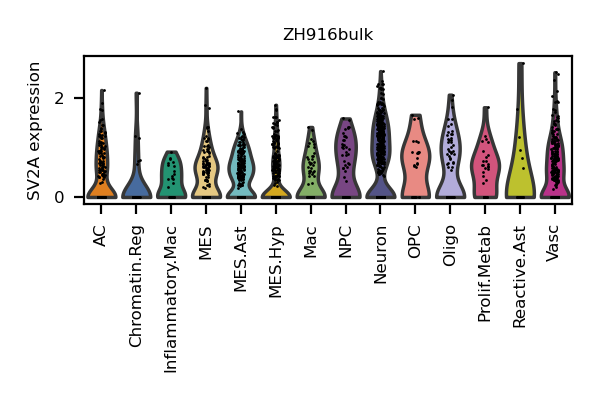 ZH916bulk
SV2A expression
2
0
AC
Chromatin.Reg
Inflammatory.Mac
MES
MES.Ast
MES.Hyp
Mac
NPC
Neuron
OPC
Oligo
Prolif.Metab
Reactive.Ast
Vasc